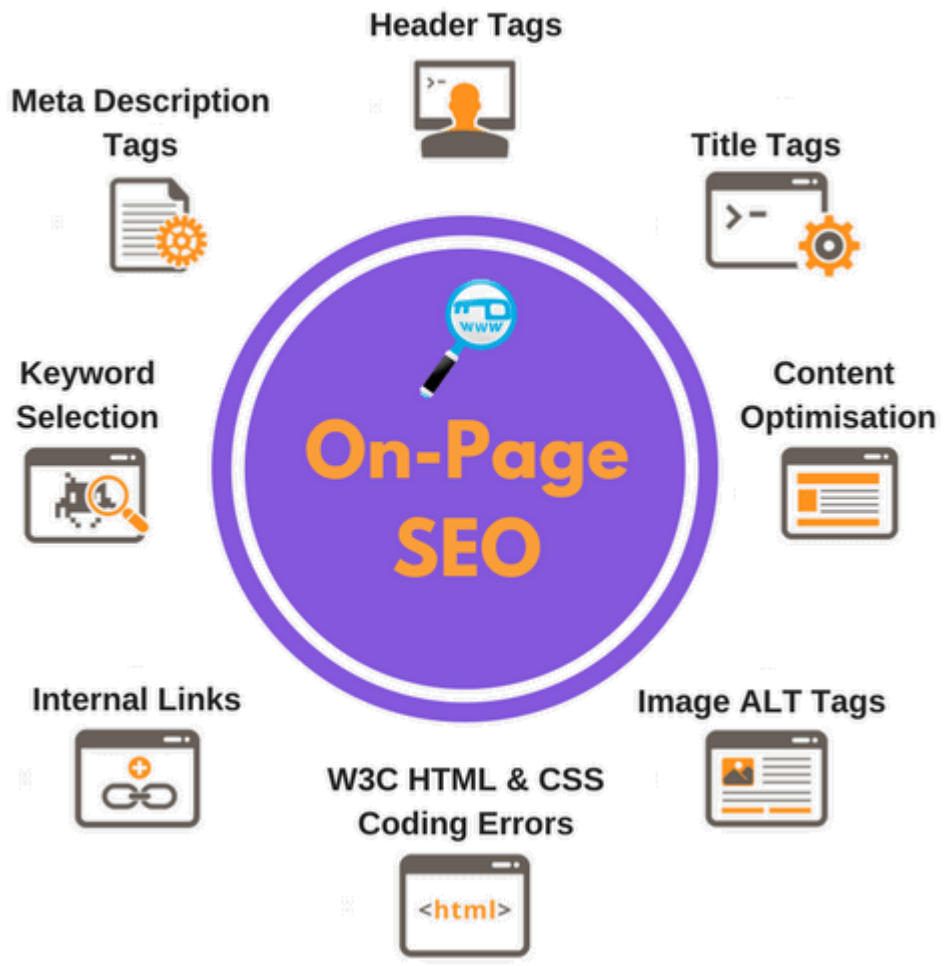 Header Tags
Meta Description
Tags
Title Tags
>-
>-
www
Keyword
Selection
Content
Optimisation
On-Page
SEO
Internal Links
Image ALT Tags
W3C HTML & CSS
Coding Errors
<html>